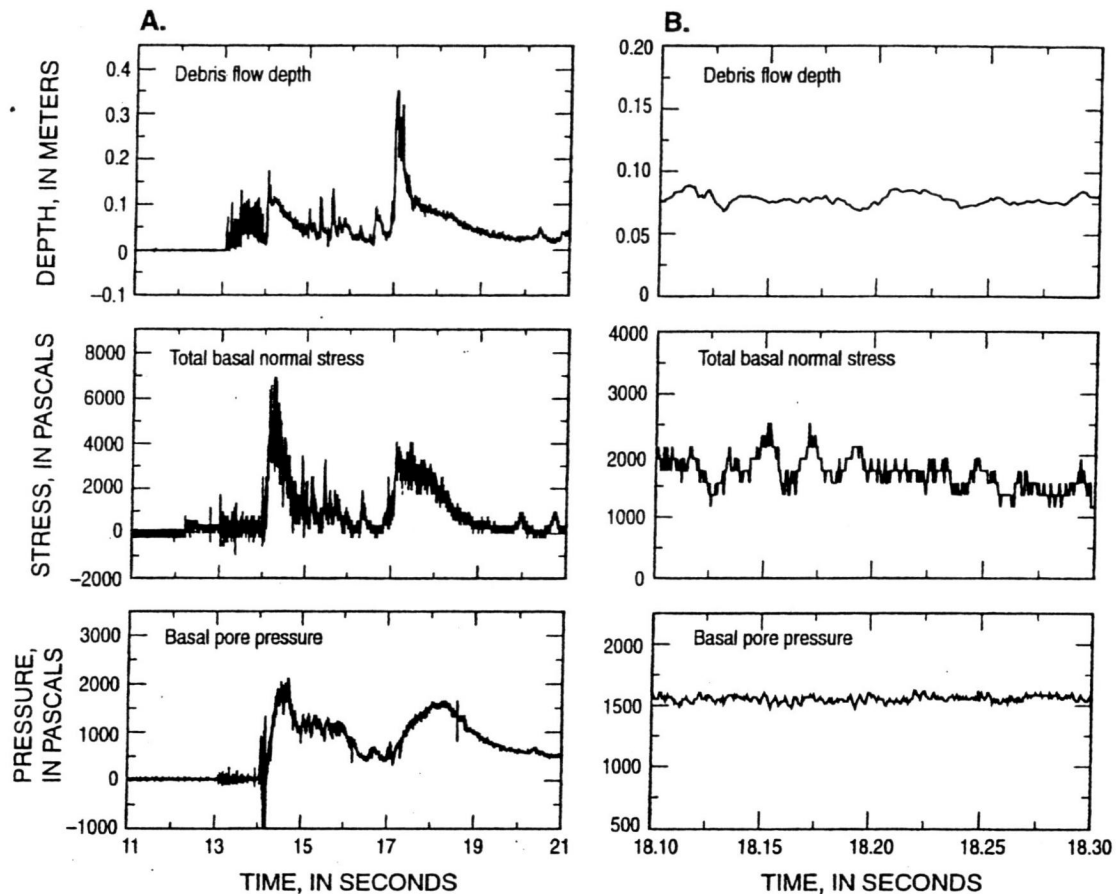 A.
DEPTH, IN METERS
0.4
0.3
0.2
0.1
0
−0.1
Debris flow depth
STRESS, IN PASCALS
8000
6000
4000
2000
0
−2000
Total basal normal stress
PRESSURE,
IN PASCALS
3000
2000
1000
0
−1000
Basal pore pressure
11 13 15 17 19 21
TIME, IN SECONDS
B.
0.20
0.15
0.10
0.05
0
Debris flow depth
4000
3000
2000
1000
0
Total basal normal stress
2000
1500
1000
500
Basal pore pressure
18.10 18.15 18.20 18.25 18.30
TIME, IN SECONDS